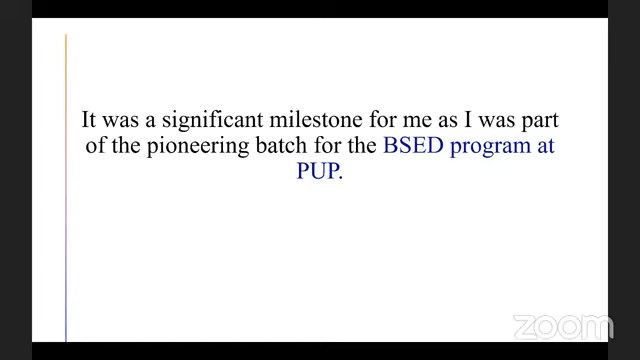 It was a significant milestone for me as I was part
of the pioneering batch for the BSED program at
PUP.
zoom